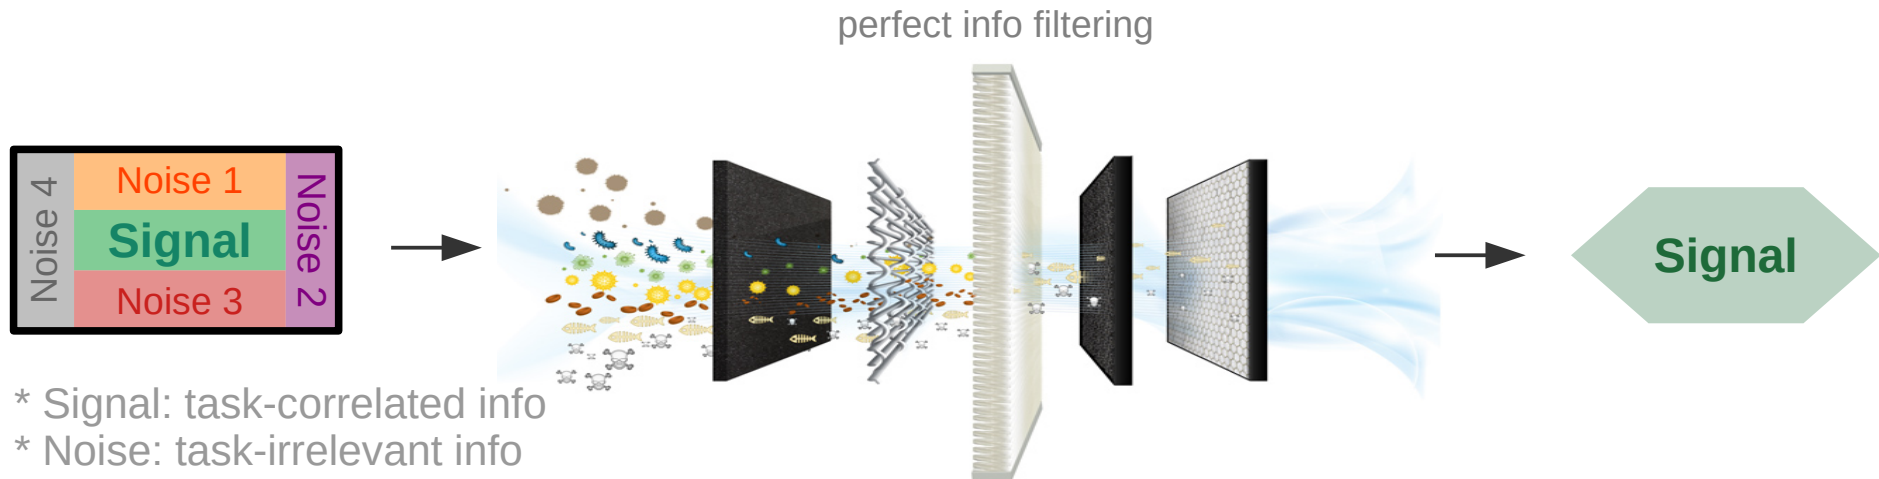 perfect info filtering
Noise 4
Noise 1
Signal
Noise 3
Noise 2
Signal
* Signal: task-correlated info
* Noise: task-irrelevant info